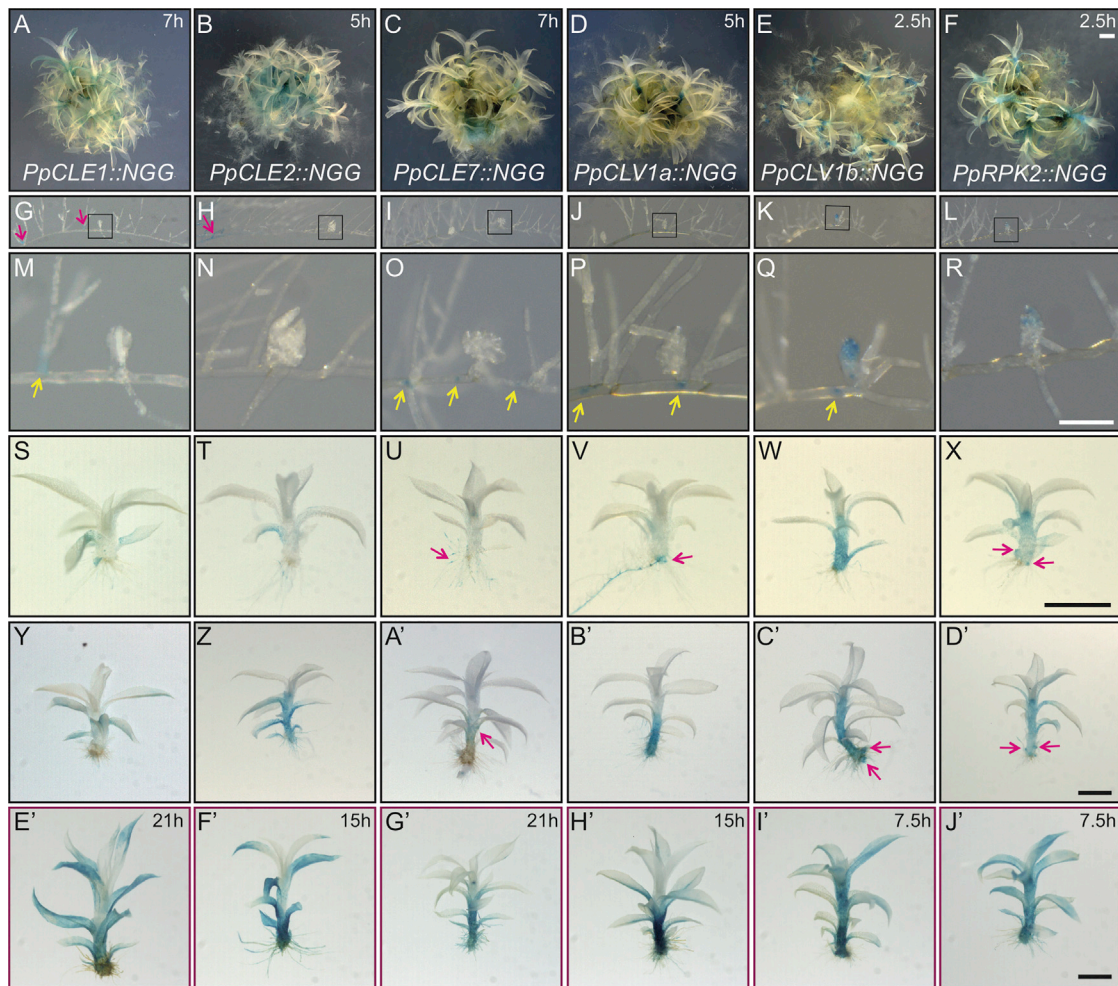 A 7h B 5h C 7h D 5h E 2.5h F 2.5h
PpCLE1::NGG PpCLE2::NGG PpCLE7::NGG PpCLV1a::NGG PpCLV1b::NGG PpRPK2::NGG
G H I J K L
M N O P Q R
S T U V W X
Y Z A’ B’ C’ D’
E’ 21h F’ 15h G’ 21h H’ 15h I’ 7.5h J’ 7.5h